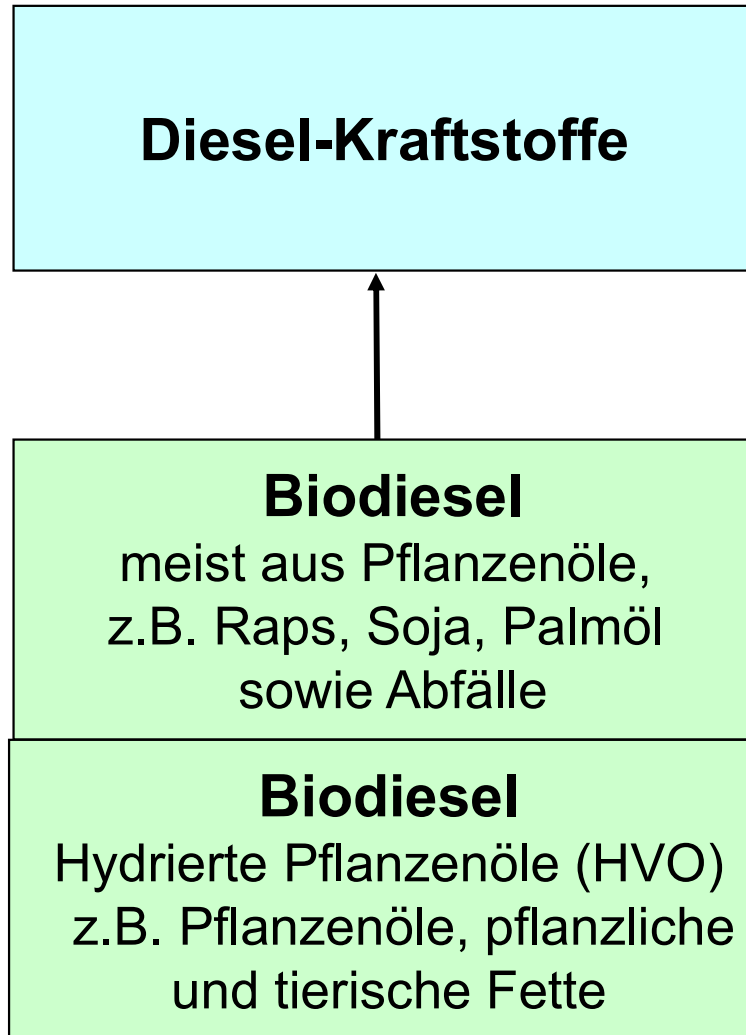 Diesel-Kraftstoffe
Biodiesel
meist aus Pflanzenöle,
z.B. Raps, Soja, Palmöl
sowie Abfälle
Biodiesel
Hydrierte Pflanzenöle (HVO)
z.B. Pflanzenöle, pflanzliche
und tierische Fette